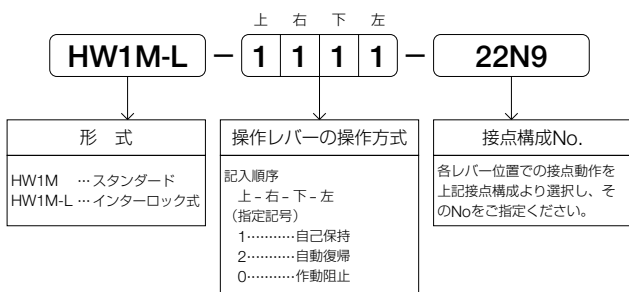 上 右 下 左
HW1M-L － 1 1 1 1 － 22N9
形 式
HW1M …スタンダード
HW1M-L …インターロック式
操作レバーの操作方式
記入順序
上－右－下－左
（指定記号）
1…………自己保持
2…………自動復帰
0…………作動阻止
接点構成No.
各レバー位置での接点動作を
上記接点構成より選択し、そ
のNoをご指定ください。